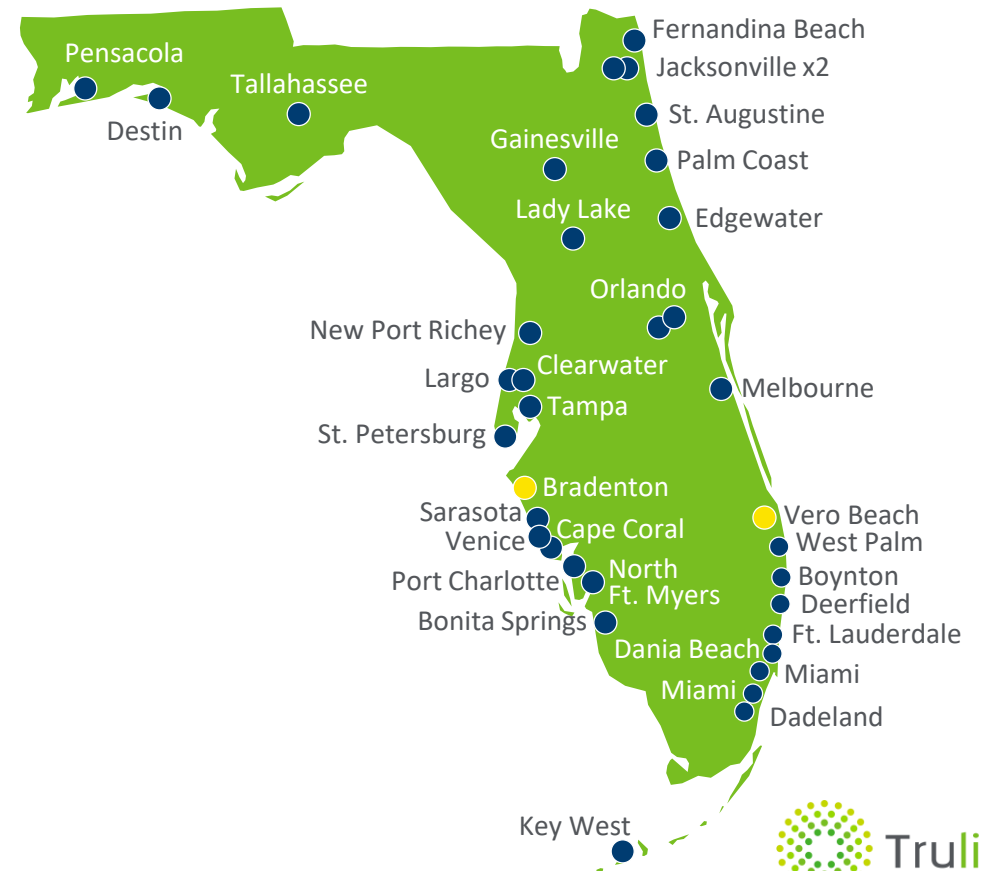 Fernandina Beach
Pensacola
Jacksonville x2
Tallahassee
St. Augustine
Destin
Gainesville
Palm Coast
Lady Lake
Edgewater
Orlando
New Port Richey
Clearwater
Largo
Melbourne
Tampa
St. Petersburg
Bradenton
Sarasota
Vero Beach
Cape Coral
Venice
West Palm
North
Ft. Myers
Port Charlotte
Boynton
Deerfield
Bonita Springs
Ft. Lauderdale
Dania Beach
Miami
Miami
Dadeland
Key West
Truli